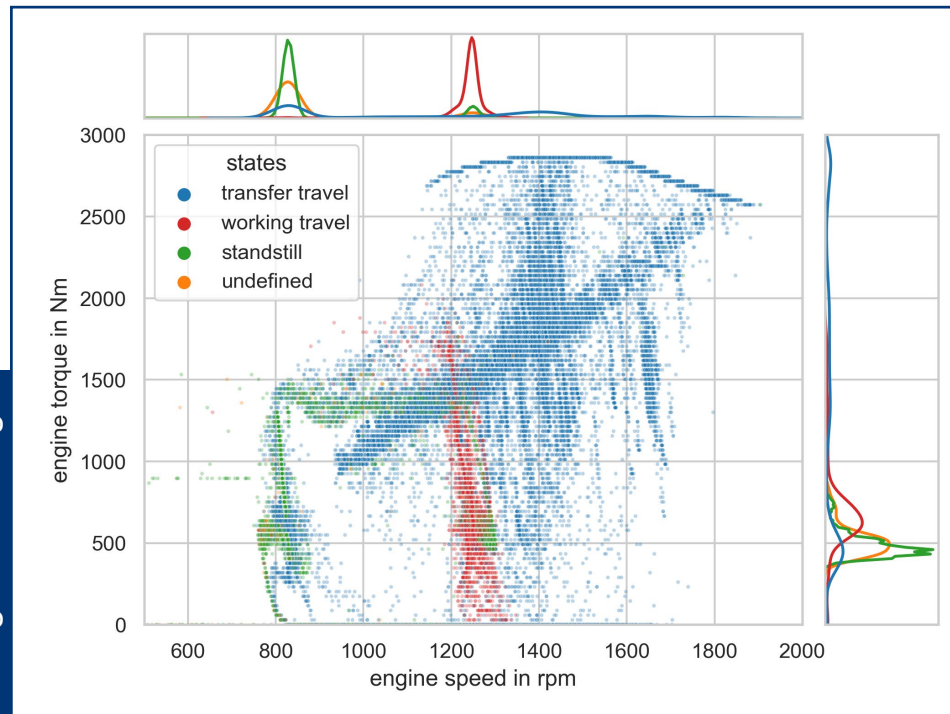 3000
2500
2000
1500
1000
500
0
engine torque in Nm
states
transfer travel
working travel
standstill
undefined
600 800 1000 1200 1400 1600 1800 2000
engine speed in rpm